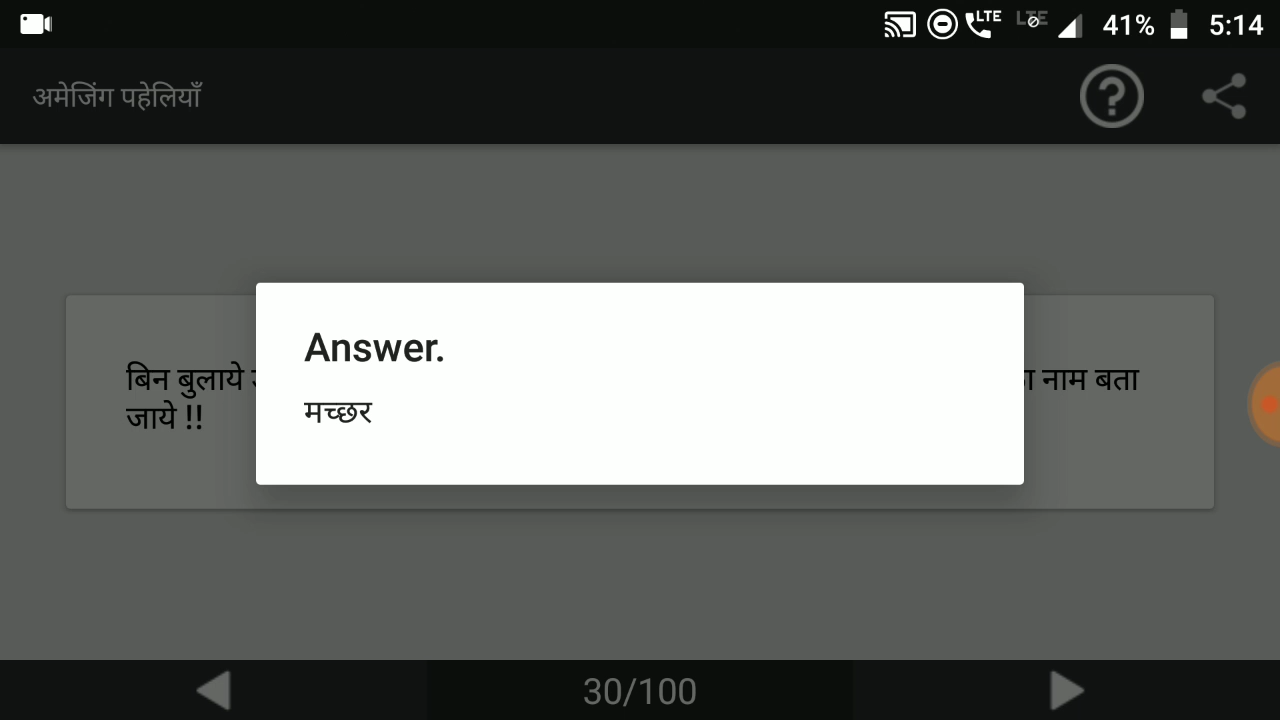 LTE LTE 41% 5:14
अमेजिंग पहेलियाँ
Answer.
मच्छर
बिन बुलाये नाम बता
जाये !!
30/100